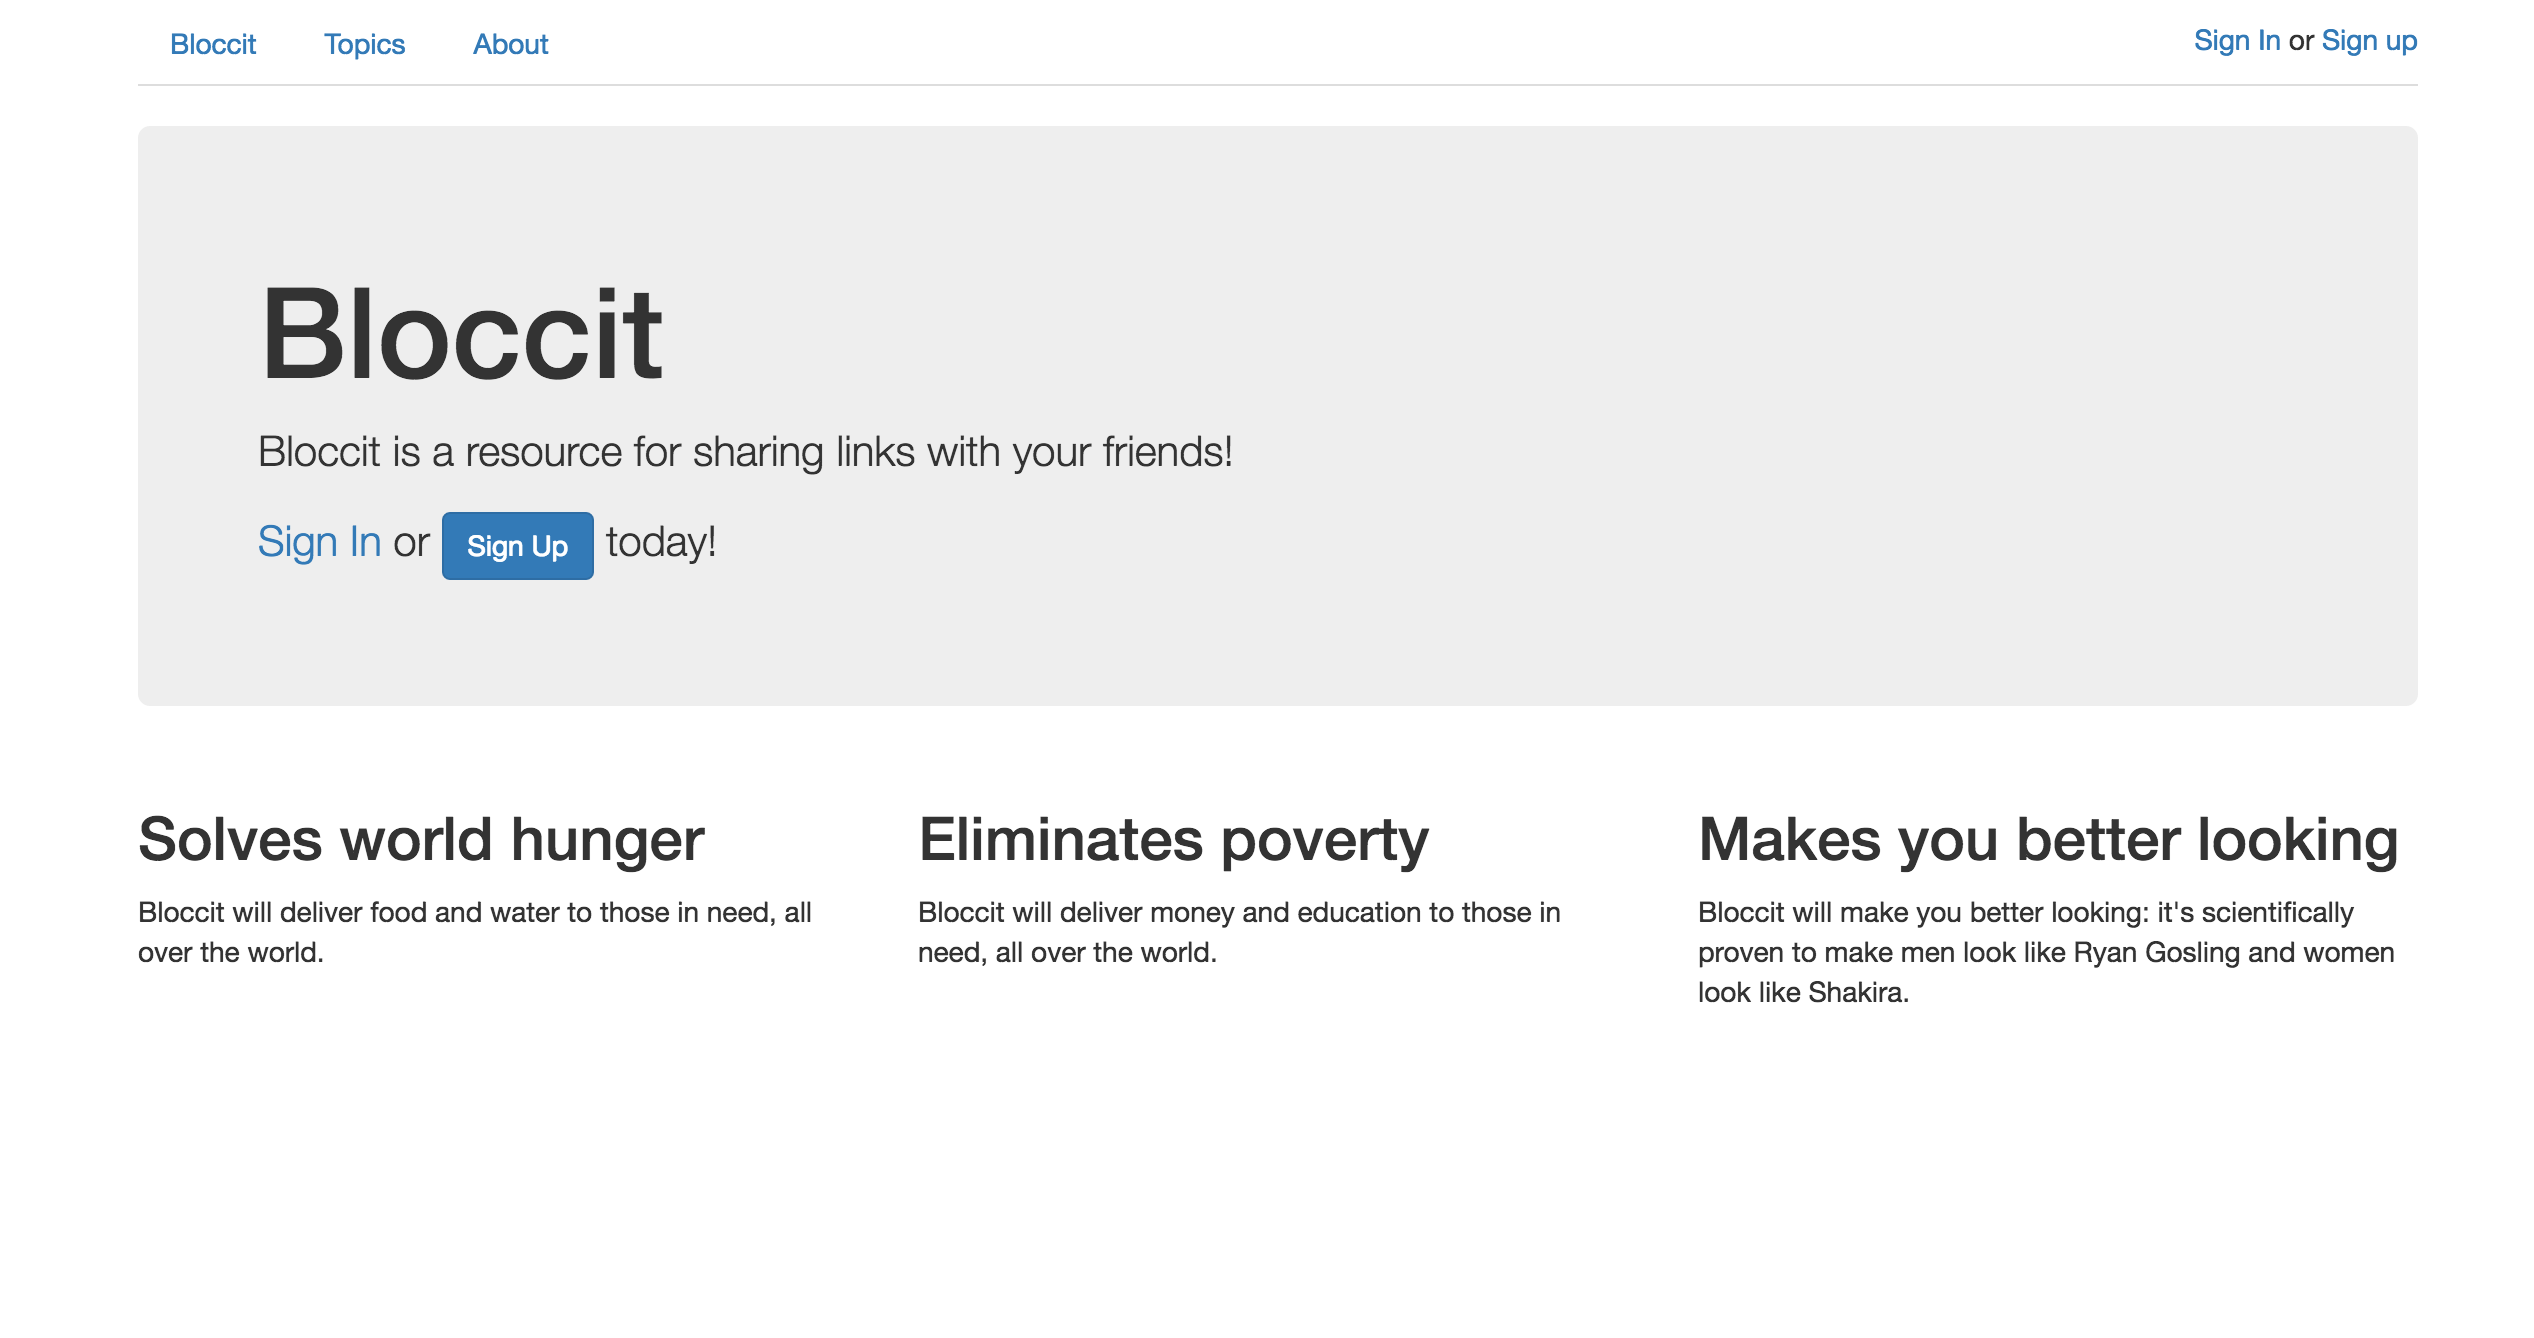 Bloccit Topics About Sign In or Sign up
Bloccit
Bloccit is a resource for sharing links with your friends!
Sign In or Sign Up today!
Solves world hunger
Bloccit will deliver food and water to those in need, all
over the world.
Eliminates poverty
Bloccit will deliver money and education to those in
need, all over the world.
Makes you better looking
Bloccit will make you better looking: it's scientifically
proven to make men look like Ryan Gosling and women
look like Shakira.